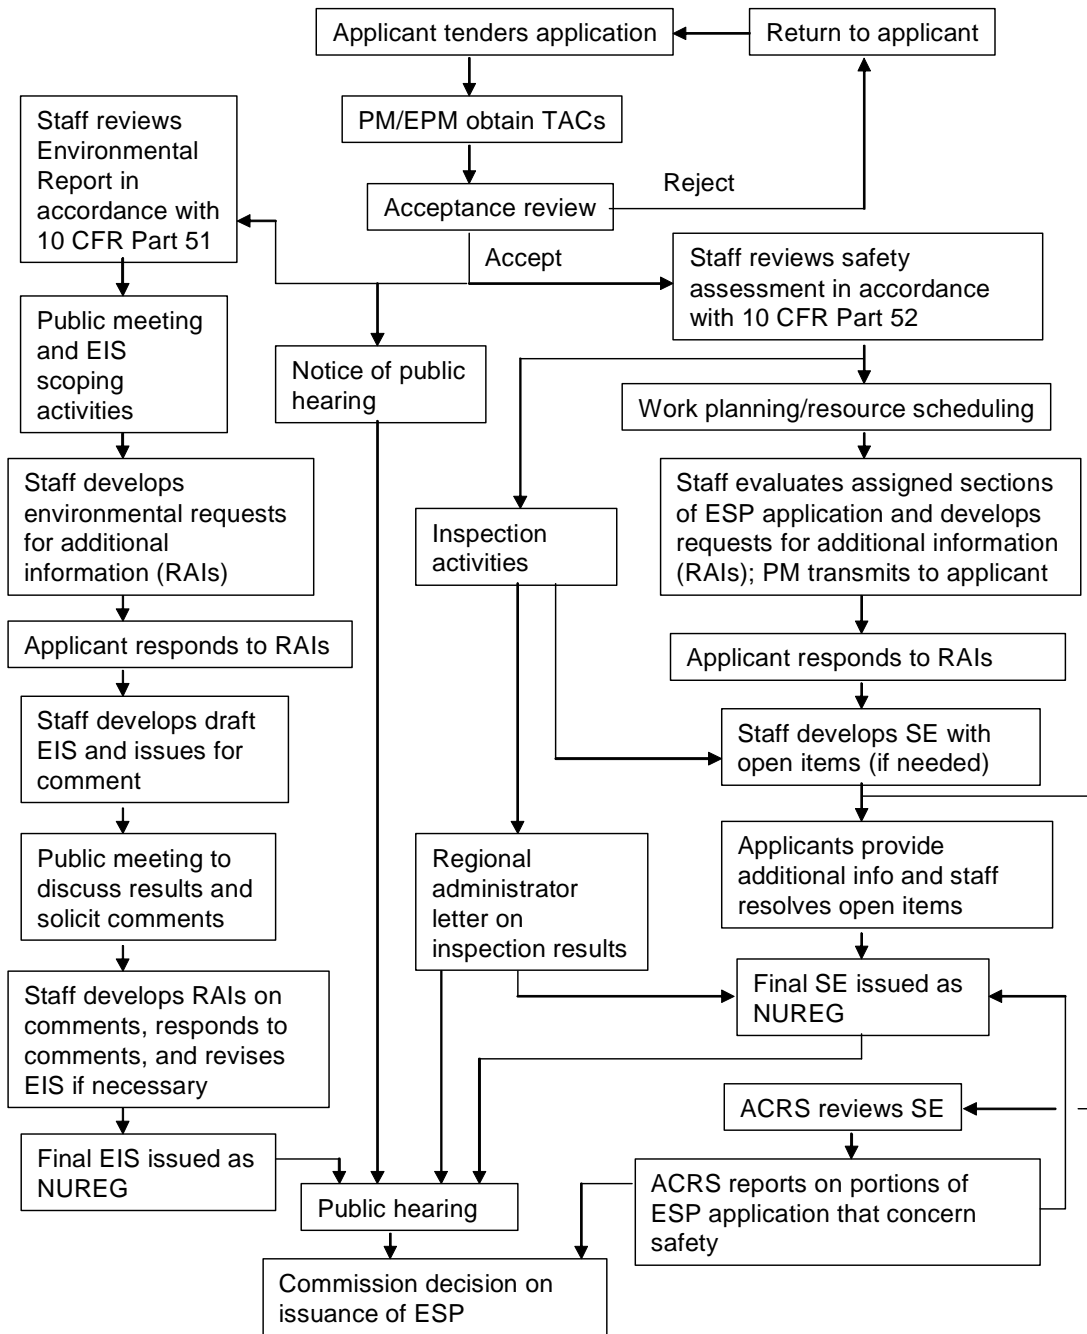 Applicant tenders application
Return to applicant
PM/EPM obtain TACs
Staff reviews
Environmental
Report in
accordance with
10 CFR Part 51
Reject
Acceptance review
Accept
Staff reviews safety
assessment in accordance
with 10 CFR Part 52
Public meeting
and EIS
scoping
activities
Notice of public
hearing
Work planning/resource scheduling
Staff develops
environmental requests
for additional
information (RAIs)
Inspection
activities
Staff evaluates assigned sections
of ESP application and develops
requests for additional information
(RAIs); PM transmits to applicant
Applicant responds to RAIs
Applicant responds to RAIs
Staff develops draft
EIS and issues for
comment
Staff develops SE with
open items (if needed)
Public meeting to
discuss results and
solicit comments
Regional
administrator
letter on
inspection results
Applicants provide
additional info and staff
resolves open items
Staff develops RAIs on
comments, responds to
comments, and revises
EIS if necessary
Final SE issued as
NUREG
ACRS reviews SE
Final EIS issued as
NUREG
Public hearing
ACRS reports on portions of
ESP application that concern
safety
Commission decision on
issuance of ESP